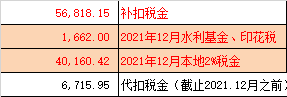 56,818.15 补扣税金
1,662.00 2021年12月水利基金、印花税
40,160.42 2021年12月本地2%税金
6,715.95 代扣税金（截止2021.12月之前）